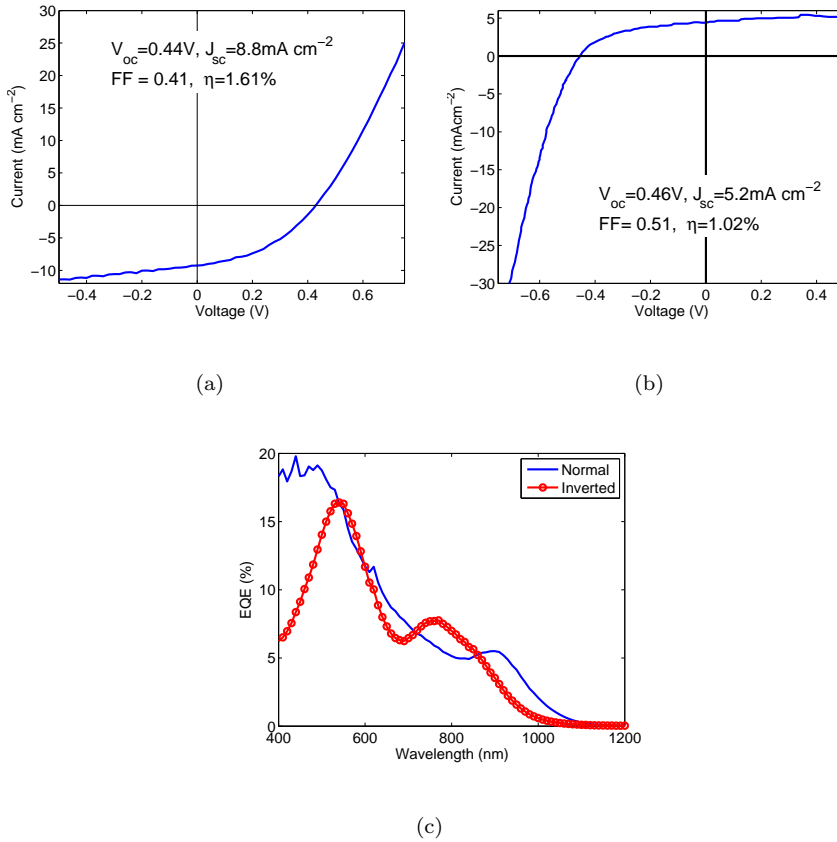 30
25
20
15
10
5
0
−5
−10
Current (mA cm−2)
V_oc=0.44V, J_sc=8.8mA cm−2
FF = 0.41, η=1.61%
−0.4 −0.2 0 0.2 0.4 0.6
Voltage (V)
(a)
5
0
−5
−10
−15
−20
−25
−30
Current (mAcm−2)
V_oc=0.46V, J_sc=5.2mA cm−2
FF= 0.51, η=1.02%
−0.6 −0.4 −0.2 0 0.2 0.4
Voltage (V)
(b)
20
15
10
5
0
EQE (%)
Normal
Inverted
400 600 800 1000 1200
Wavelength (nm)
(c)